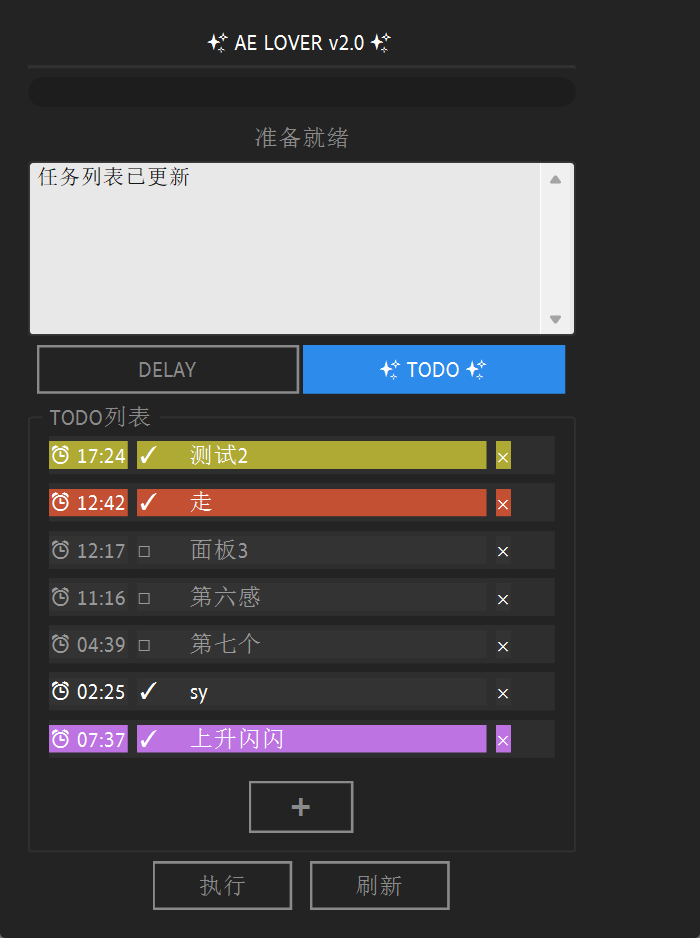 AE LOVER v2.0
准备就绪
任务列表已更新
DELAY TODO
TODO列表
17:24 ✓ 测试2 ×
12:42 ✓ 走 ×
12:17 □ 面板3 ×
11:16 □ 第六感 ×
04:39 □ 第七个 ×
02:25 ✓ sy ×
07:37 ✓ 上升闪闪 ×
+
执行 刷新